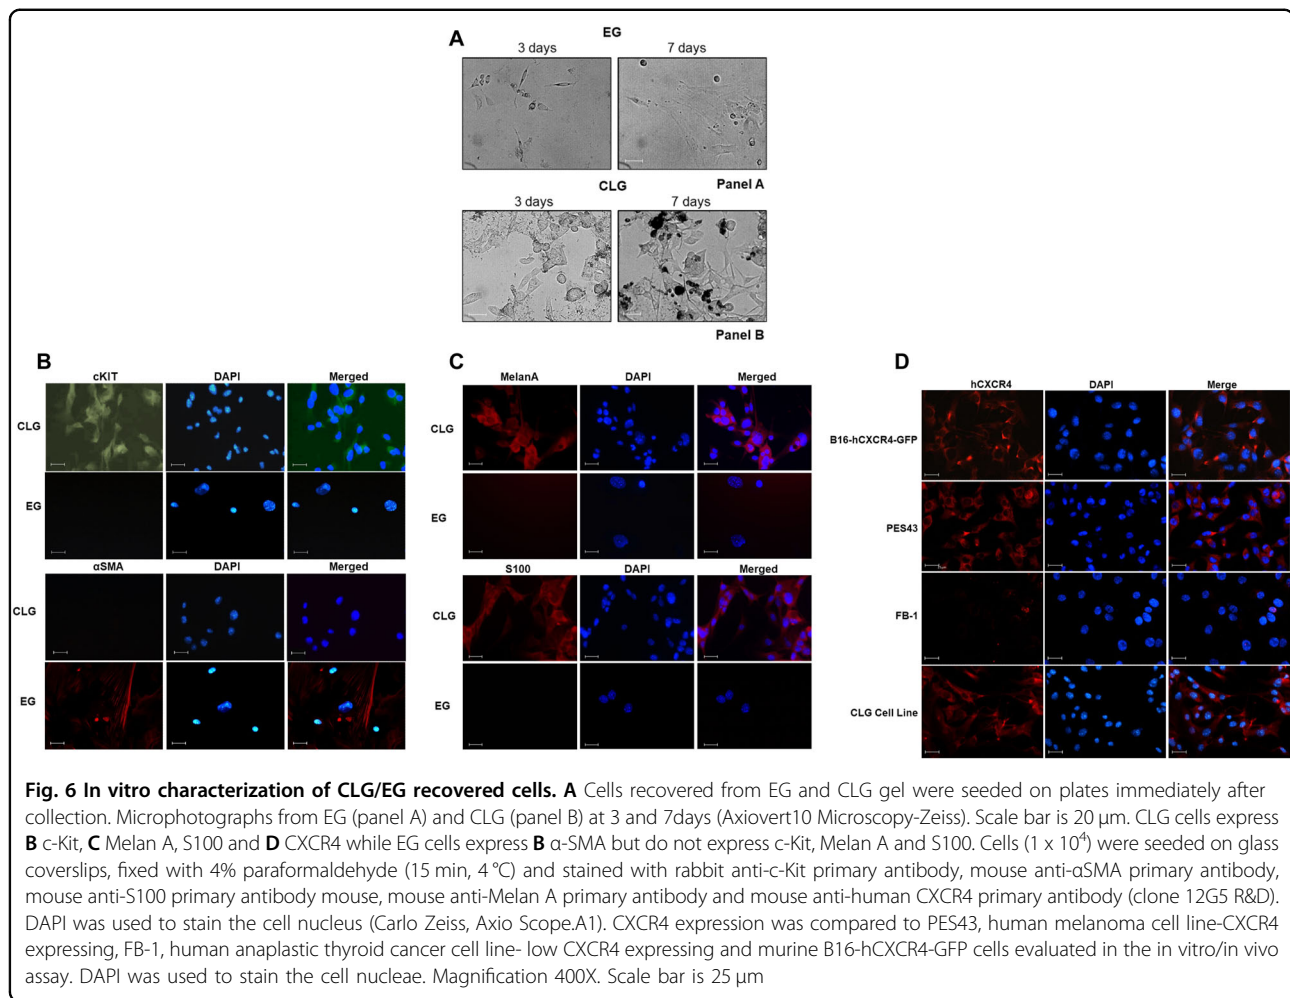 A
EG
3 days 7 days
Panel A
CLG
3 days 7 days
Panel B
B
cKIT DAPI Merged
CLG
EG
αSMA DAPI Merged
CLG
EG
C
MelanA DAPI Merged
CLG
EG
S100 DAPI Merged
CLG
EG
D
hCXCR4 DAPI Merge
B16-hCXCR4-GFP
PES43
FB-1
CLG Cell Line
Fig. 6 In vitro characterization of CLG/EG recovered cells. A Cells recovered from EG and CLG gel were seeded on plates immediately after
collection. Microphotographs from EG (panel A) and CLG (panel B) at 3 and 7days (Axiovert10 Microscopy-Zeiss). Scale bar is 20 µm. CLG cells express
B c-Kit, C Melan A, S100 and D CXCR4 while EG cells express B α-SMA but do not express c-Kit, Melan A and S100. Cells (1 x 10⁴) were seeded on glass
coverslips, fixed with 4% paraformaldehyde (15 min, 4 °C) and stained with rabbit anti-c-Kit primary antibody, mouse anti-αSMA primary antibody,
mouse anti-S100 primary antibody mouse, mouse anti-Melan A primary antibody and mouse anti-human CXCR4 primary antibody (clone 12G5 R&D).
DAPI was used to stain the cell nucleus (Carlo Zeiss, Axio Scope.A1). CXCR4 expression was compared to PES43, human melanoma cell line-CXCR4
expressing, FB-1, human anaplastic thyroid cancer cell line- low CXCR4 expressing and murine B16-hCXCR4-GFP cells evaluated in the in vitro/in vivo
assay. DAPI was used to stain the cell nucleae. Magnification 400X. Scale bar is 25 µm